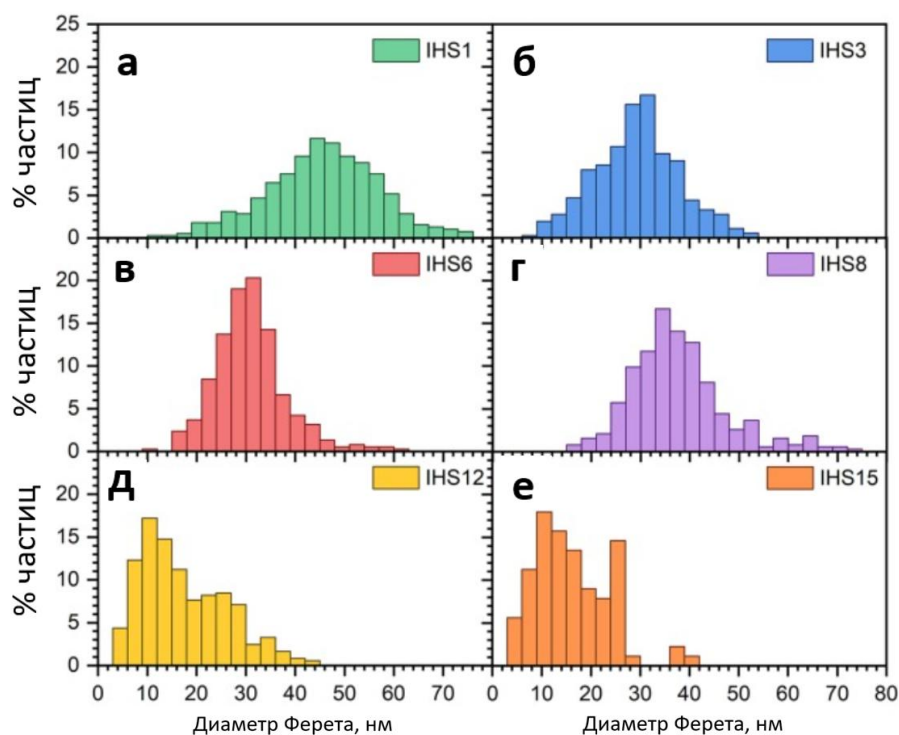 25
20
15
10
5
0
% частиц
а
IHS1
б
IHS3
20
15
10
5
0
% частиц
в
IHS6
г
IHS8
20
15
10
5
0
% частиц
д
IHS12
е
IHS15
0 10 20 30 40 50 60 70 0 10 20 30 40 50 60 70 80
Диаметр Ферета, нм Диаметр Ферета, нм